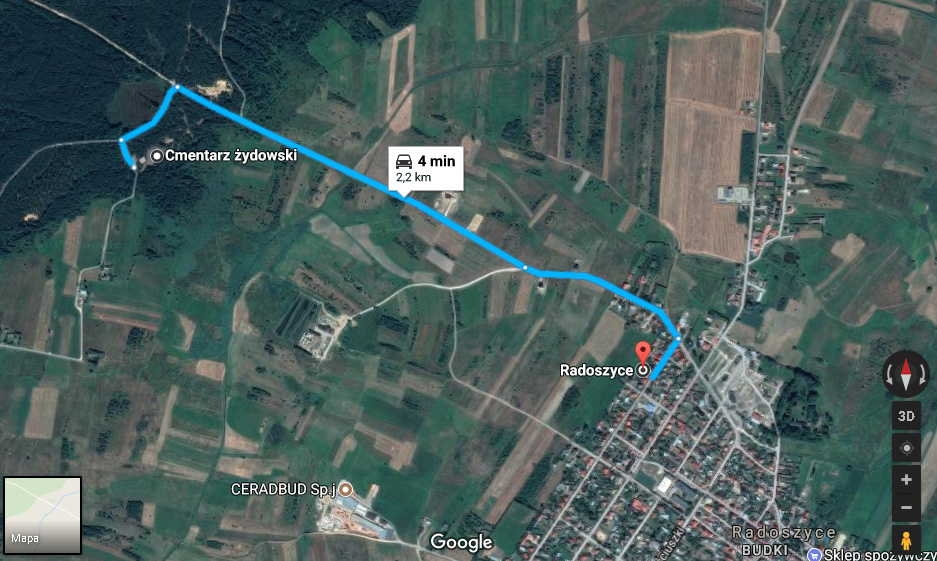 Cmentarz żydowski
4 min
2,2 km
Radoszyce
3D
CERADBUD Sp.j
Mapa
Google
Radoszyce
BUDKI
Sklep spożywczy